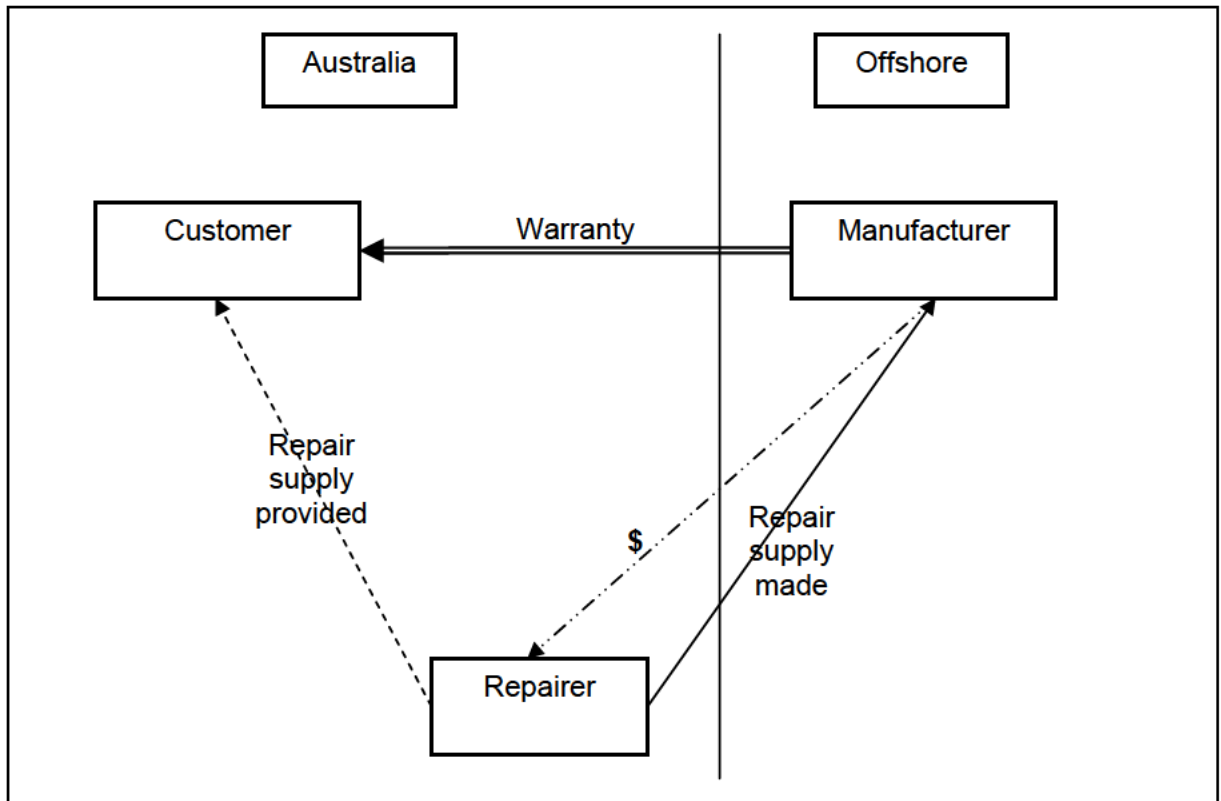 Australia
Offshore
Customer
Warranty
Manufacturer
Repair
supply
provided
$
Repair
supply
made
Repairer